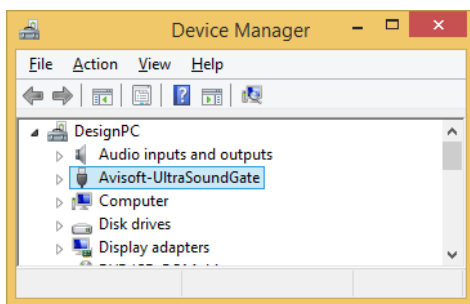 Device Manager
File Action View Help
DesignPC
Audio inputs and outputs
Avisoft-UltraSoundGate
Computer
Disk drives
Display adapters